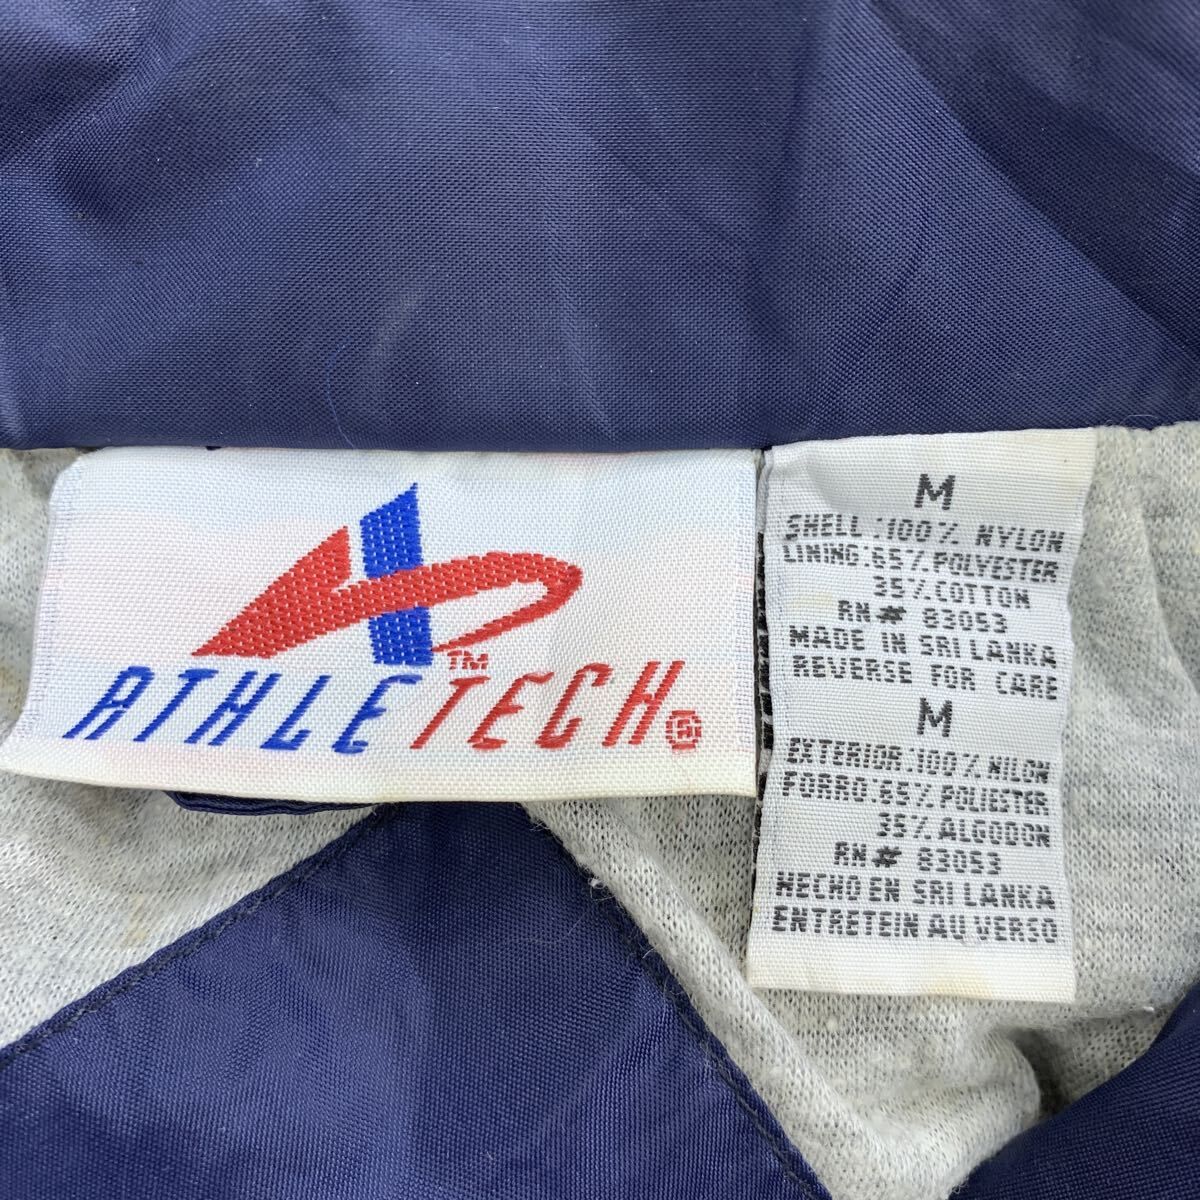 TM
ATHLETECH®
M
SHELL:100% NYLON
LINING:65% POLYESTER
35% COTTON
RN# 83053
MADE IN SRI LANKA
REVERSE FOR CARE
M
EXTERIOR:100% NILON
FORRO:65% POLIESTER
35% ALGODON
RN# 83053
HECHO EN SRI LANKA
ENTRETEIN AU VERSO